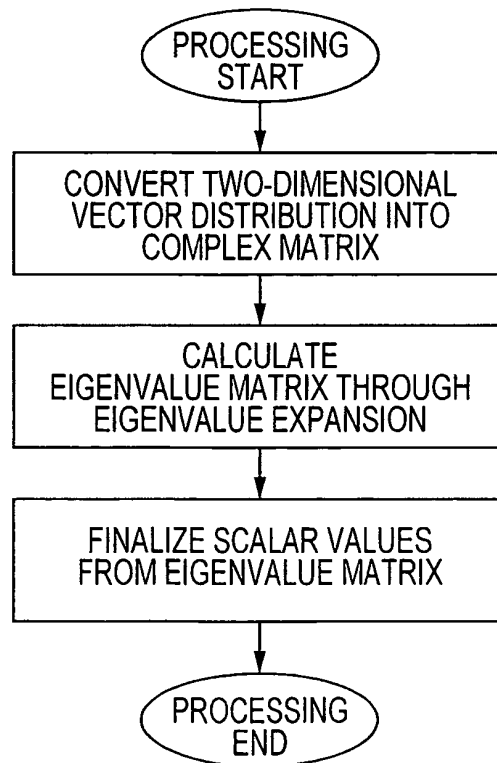 PROCESSING
START
CONVERT TWO-DIMENSIONAL
VECTOR DISTRIBUTION INTO
COMPLEX MATRIX
CALCULATE
EIGENVALUE MATRIX THROUGH
EIGENVALUE EXPANSION
FINALIZE SCALAR VALUES
FROM EIGENVALUE MATRIX
PROCESSING
END